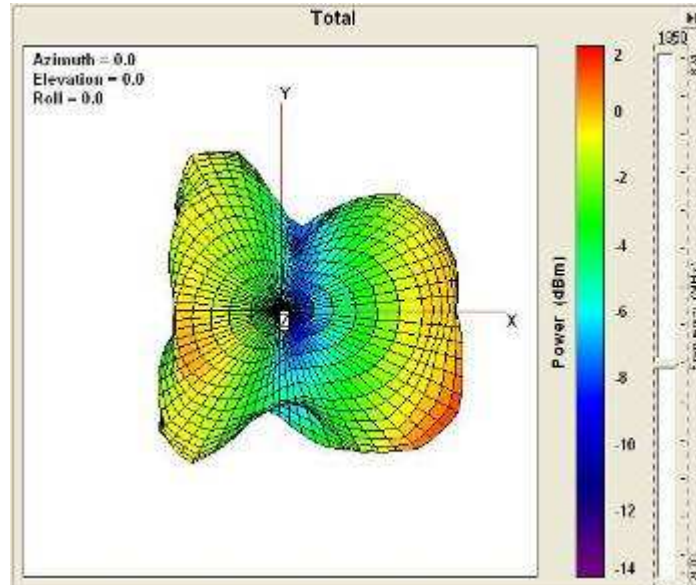 Total
Azimuth = 0.0
Elevation = 0.0
Roll = 0.0
Y
X
Z
Power (dBm)
2
0
-2
-4
-6
-8
-10
-12
-14